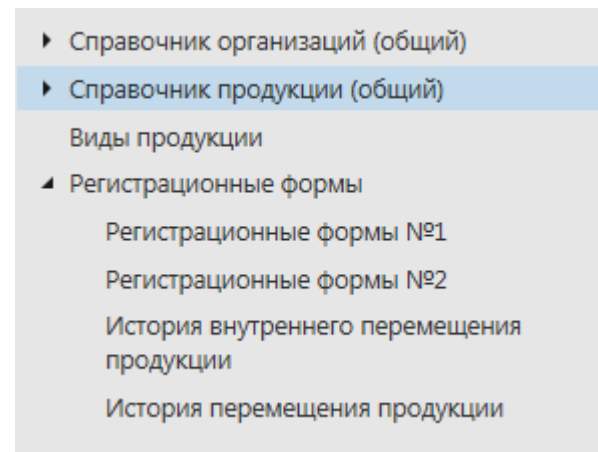 Справочник организаций (общий)
Справочник продукции (общий)
Виды продукции
Регистрационные формы
Регистрационные формы №1
Регистрационные формы №2
История внутреннего перемещения
продукции
История перемещения продукции